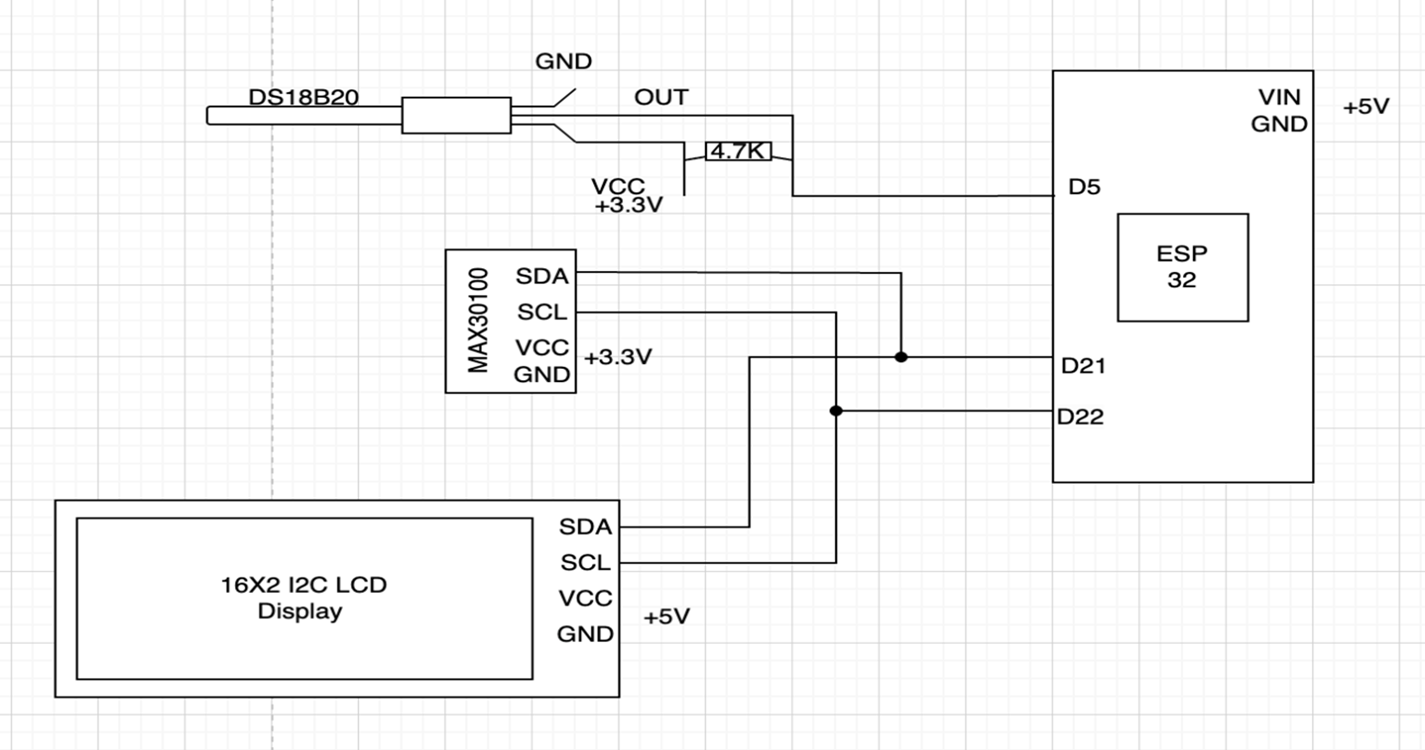 GND
DS18B20
OUT
4.7K
VCC
+3.3V
VIN
GND
+5V
D5
ESP
32
D21
D22
MAX30100
SDA
SCL
VCC
GND
+3.3V
16X2 I2C LCD
Display
SDA
SCL
VCC
GND
+5V